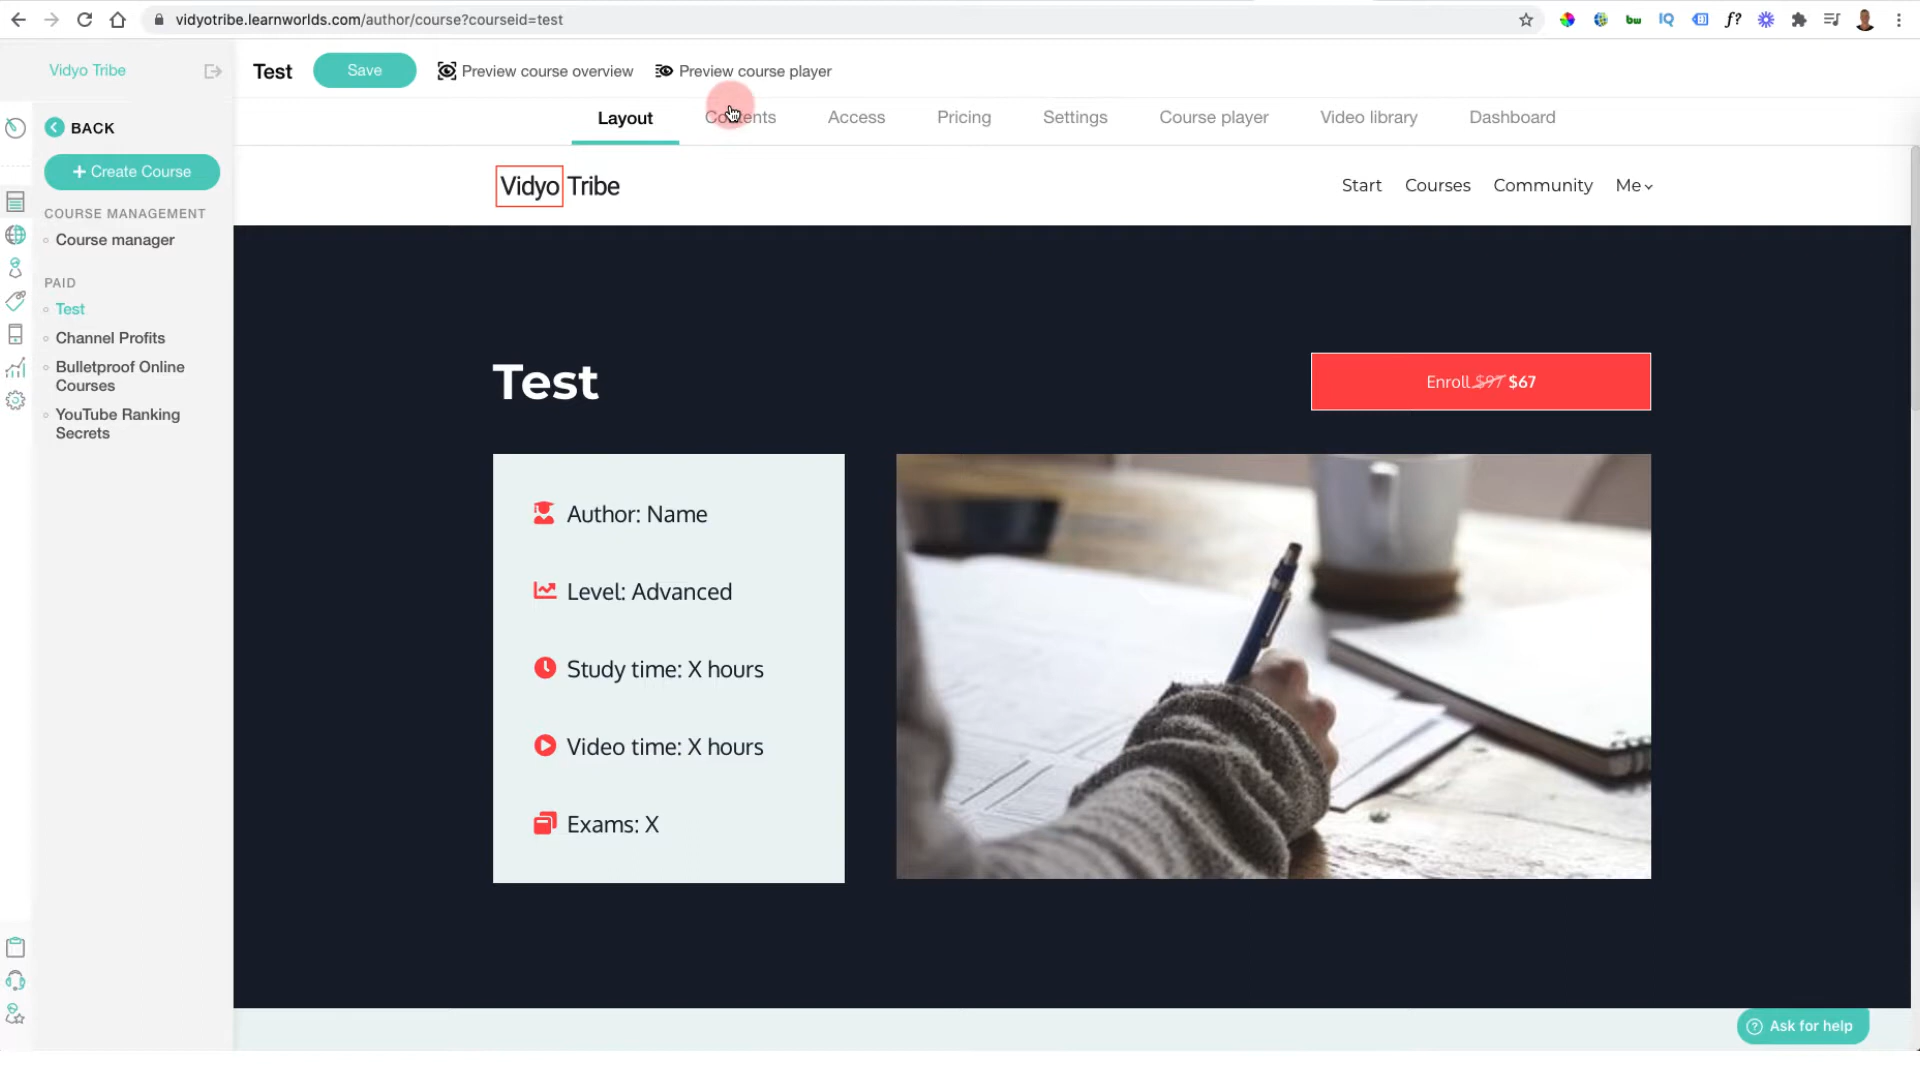 vidyotribe.learnworlds.com/author/course?courseid=test
Vidyo Tribe
Test
Save
Preview course overview
Preview course player
Layout
Contents
Access
Pricing
Settings
Course player
Video library
Dashboard
BACK
+ Create Course
COURSE MANAGEMENT
Course manager
PAID
Test
Channel Profits
Bulletproof Online
Courses
YouTube Ranking
Secrets
Vidyo Tribe
Start
Courses
Community
Me
Test
Enroll $97 $67
Author: Name
Level: Advanced
Study time: X hours
Video time: X hours
Exams: X
Ask for help
bw
IQ
f?